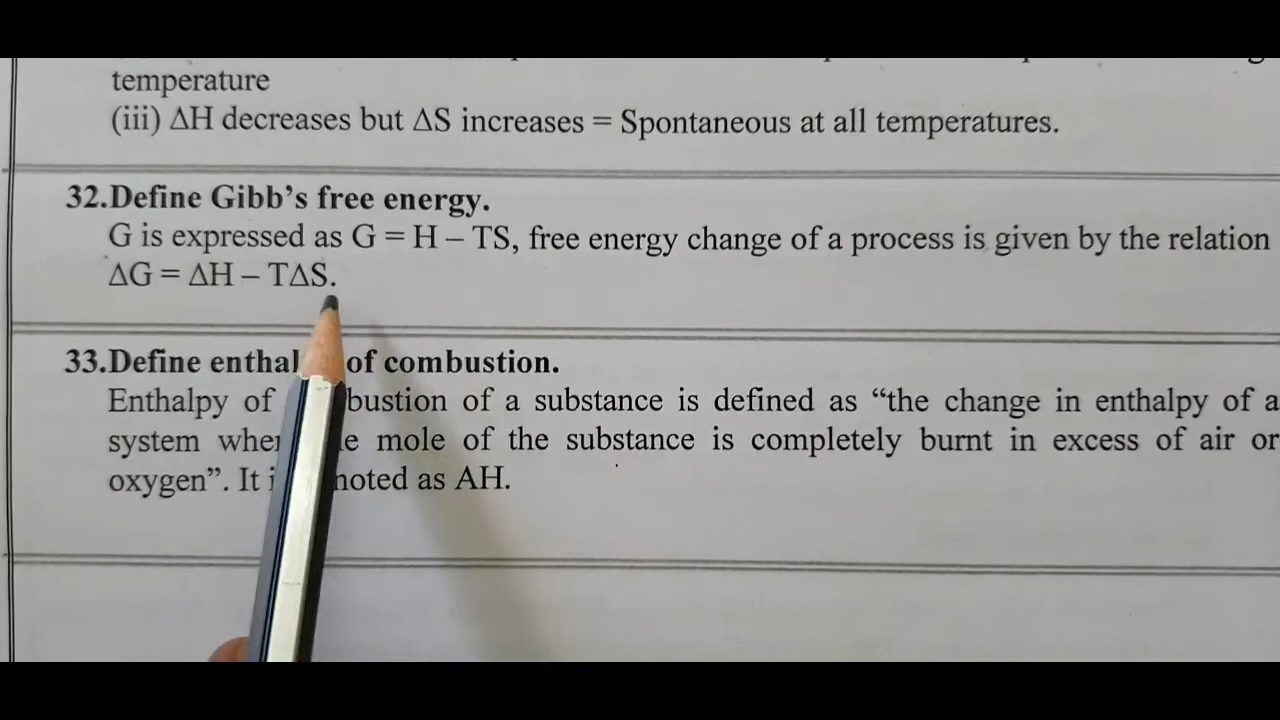 temperature
(iii) ΔH decreases but ΔS increases = Spontaneous at all temperatures.
32.Define Gibb’s free energy.
G is expressed as G = H – TS, free energy change of a process is given by the relation
ΔG = ΔH – TΔS.
33.Define enthal of combustion.
Enthalpy of bustion of a substance is defined as “the change in enthalpy of a
system whe e mole of the substance is completely burnt in excess of air or
oxygen”. It i noted as AH.